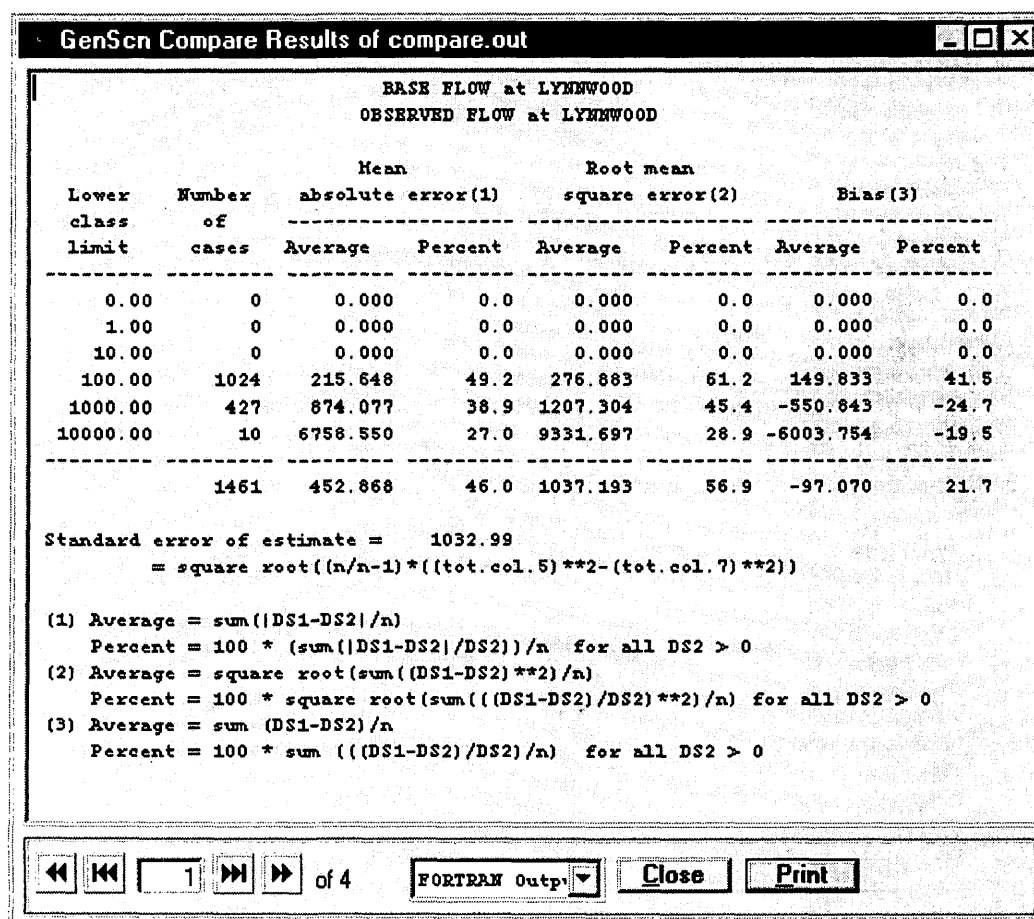 GenScn Compare Results of compare.out
BASE FLOW at LYNNWOOD
OBSERVED FLOW at LYNNWOOD
Mean Root mean
Lower Number absolute error(1) square error(2) Bias(3)
class of ------------------- ------------------- -------------------
limit cases Average Percent Average Percent Average Percent
--------- --------- --------- --------- --------- --------- --------- ---------
0.00 0 0.000 0.0 0.000 0.0 0.000 0.0
1.00 0 0.000 0.0 0.000 0.0 0.000 0.0
10.00 0 0.000 0.0 0.000 0.0 0.000 0.0
100.00 1024 215.648 49.2 276.883 61.2 149.833 41.5
1000.00 427 874.077 38.9 1207.304 45.4 -550.843 -24.7
10000.00 10 6758.550 27.0 9331.697 28.9 -6003.754 -19.5
--------- --------- --------- --------- --------- --------- --------- ---------
1461 452.868 46.0 1037.193 56.9 -97.070 21.7
Standard error of estimate = 1032.99
= square root((n/n-1)*((tot.col.5)**2-(tot.col.7)**2))
(1) Average = sum(|DS1-DS2|/n)
Percent = 100 * (sum(|DS1-DS2|/DS2))/n for all DS2 > 0
(2) Average = square root(sum((DS1-DS2)**2)/n)
Percent = 100 * square root(sum(((DS1-DS2)/DS2)**2)/n) for all DS2 > 0
(3) Average = sum (DS1-DS2)/n
Percent = 100 * sum (((DS1-DS2)/DS2)/n) for all DS2 > 0
1 of 4 FORTRAN Outp Close Print